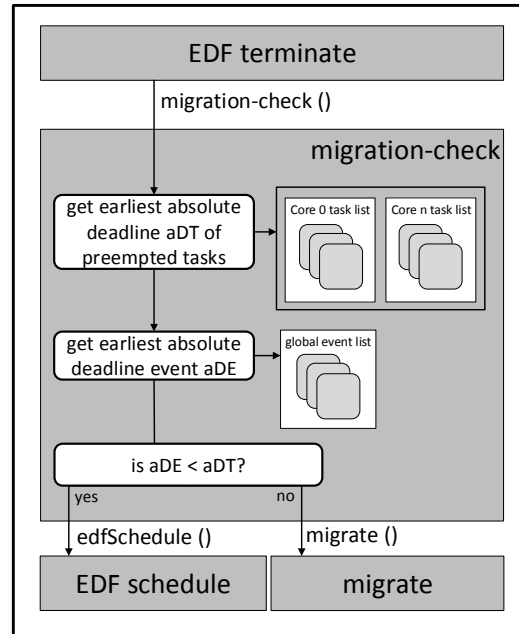 EDF terminate
migration-check ()
migration-check
get earliest absolute
deadline aDT of
preempted tasks
Core 0 task list
Core n task list
get earliest absolute
deadline event aDE
global event list
is aDE < aDT?
yes
no
edfSchedule ()
migrate ()
EDF schedule
migrate